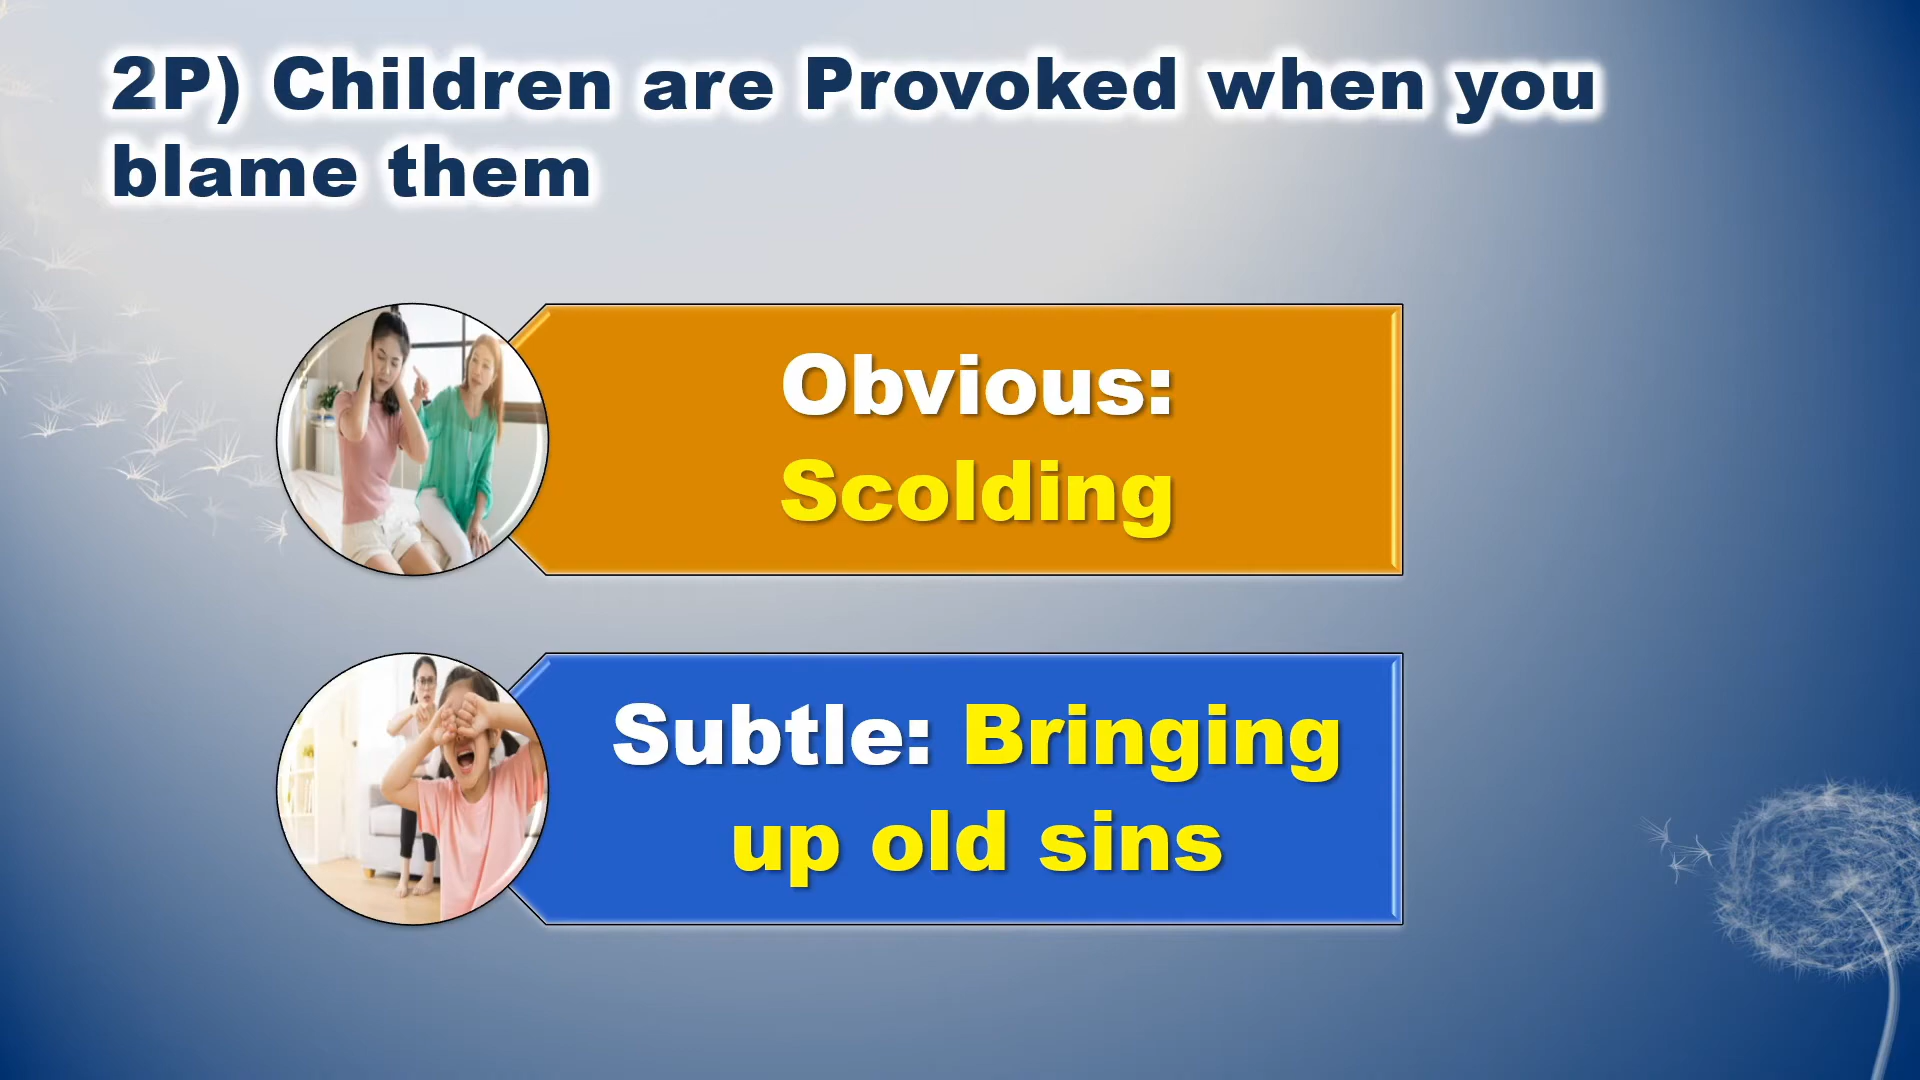 2P) Children are Provoked when you
blame them
Obvious:
Scolding
Subtle: Bringing
up old sins